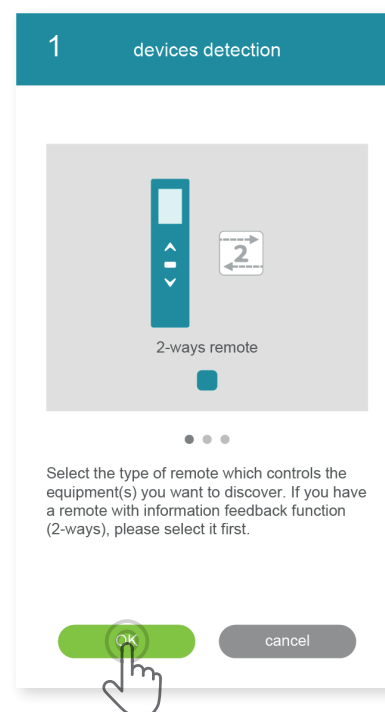 1 devices detection
2
2-ways remote
Select the type of remote which controls the
equipment(s) you want to discover. If you have
a remote with information feedback function
(2-ways), please select it first.
OK cancel